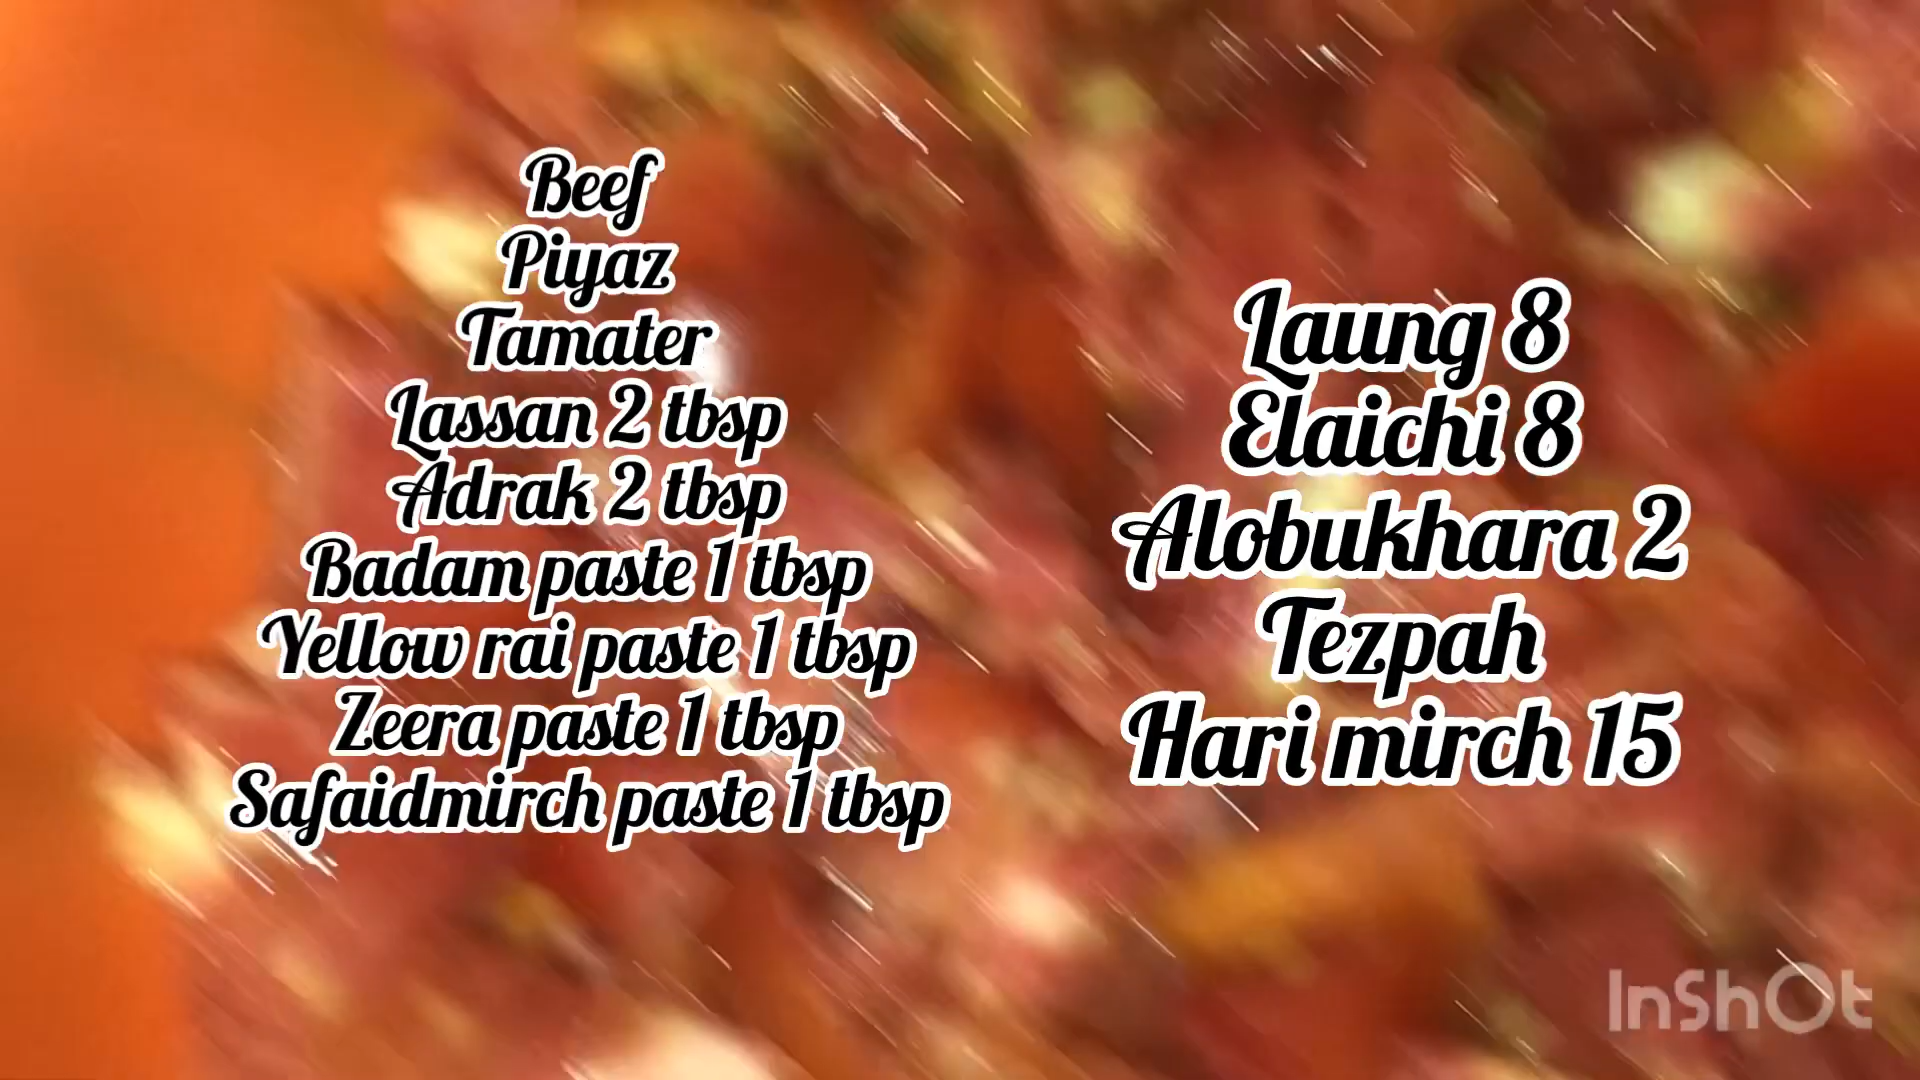 Beef
Piyaz
Tamater
Lassan 2 tbsp
Adrak 2 tbsp
Badam paste 1 tbsp
Yellow rai paste 1 tbsp
Zeera paste 1 tbsp
Safaidmirch paste 1 tbsp
Laung 8
Elaichi 8
Alobukhara 2
Tezpah
Hari mirch 15
InShOt